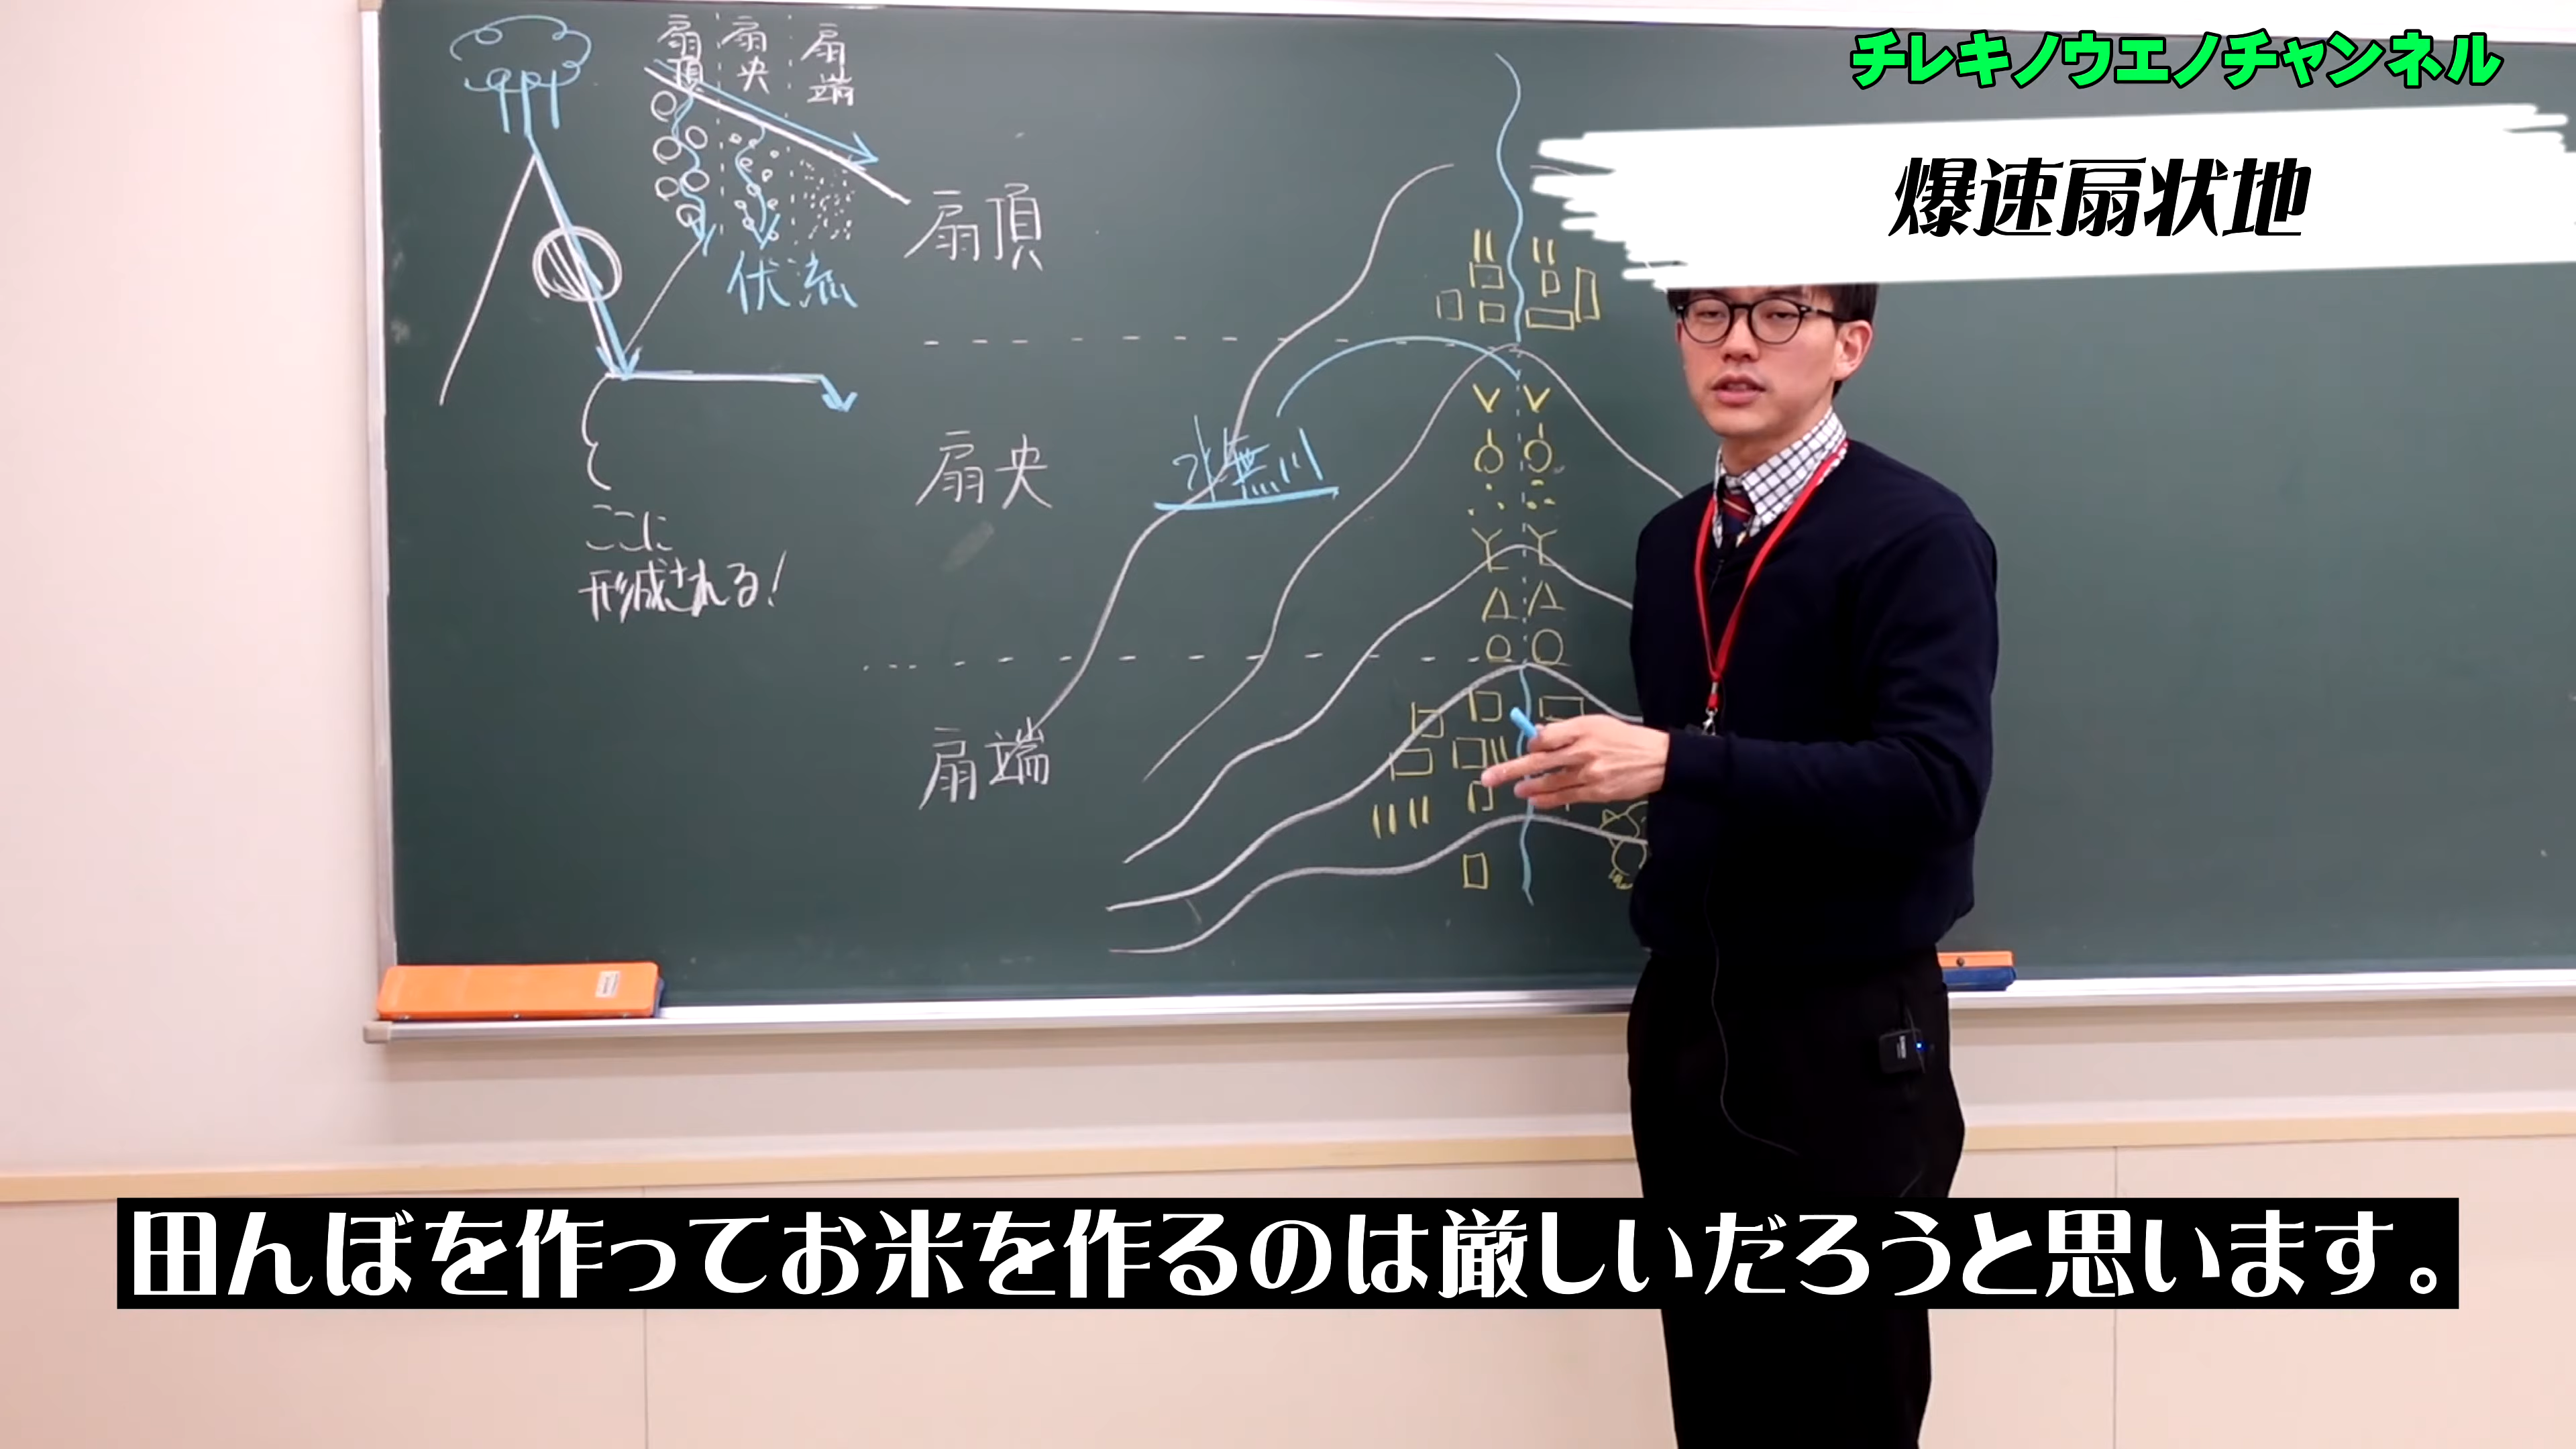 チレキノウエノチャンネル
爆速扇状地
扇頂
扇央
扇端
伏流
扇頂
扇央
水無川
扇端
ここに
形成される!
田んぼを作ってお米を作るのは厳しいだろうと思います。